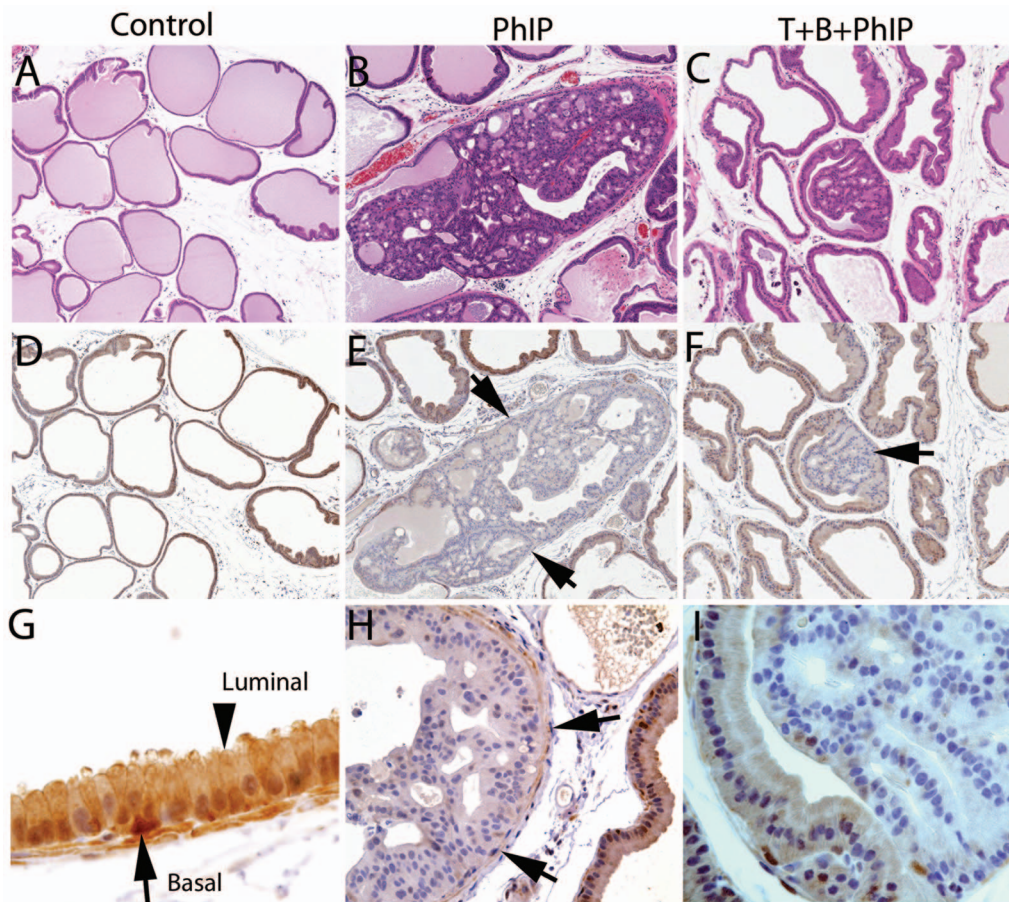 Control PhIP T+B+PhIP
A B C
D E F
G H I
Luminal
Basal